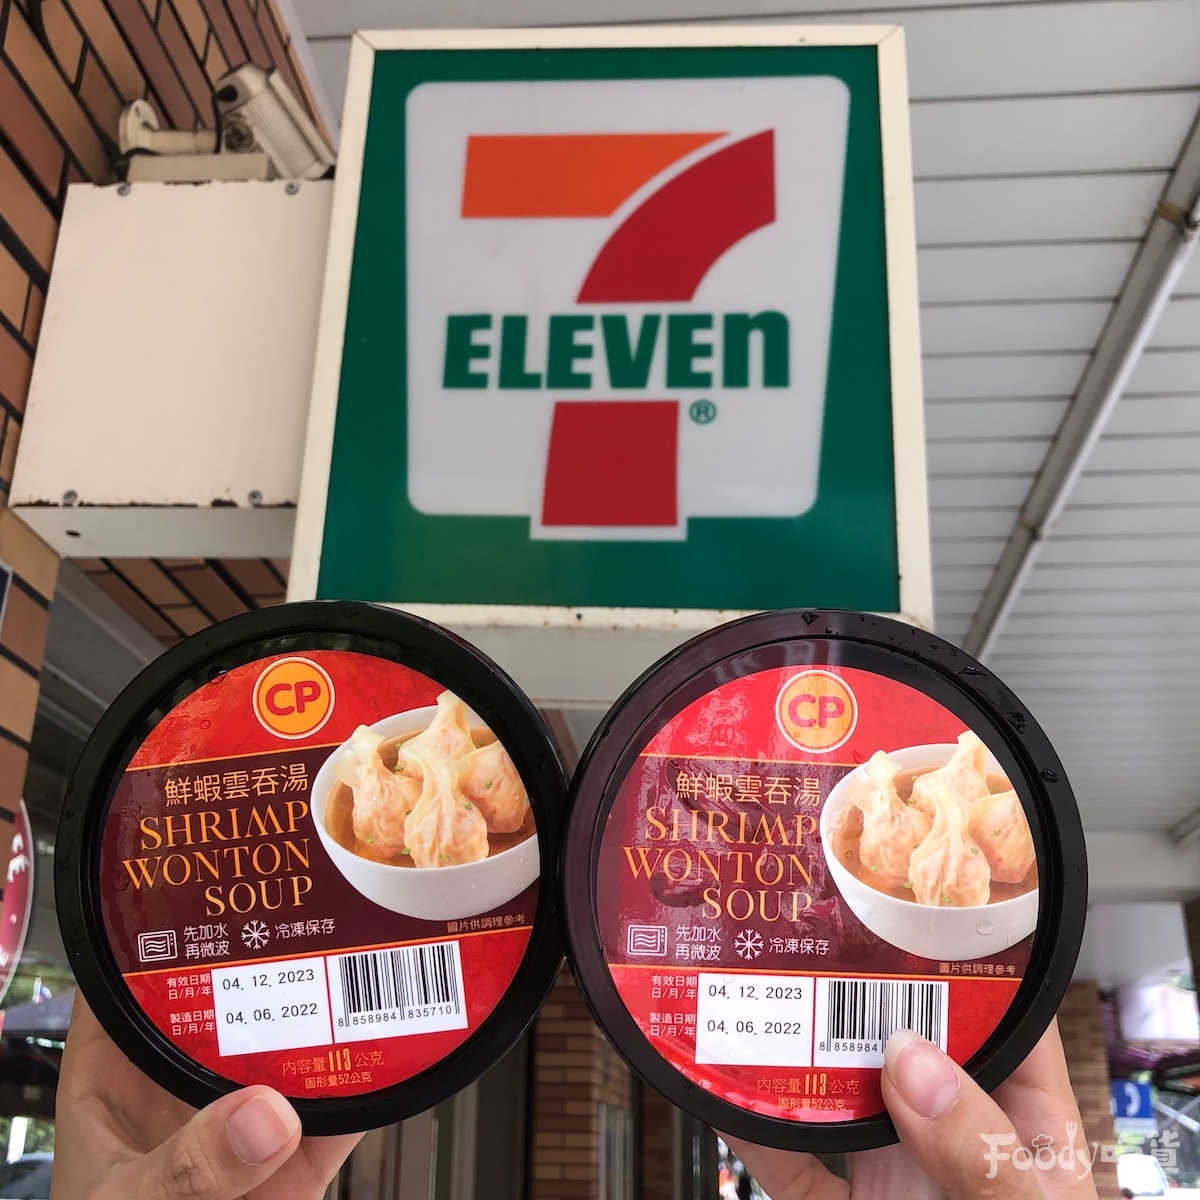 7
ELEVEN
®
CP
鮮蝦雲吞湯
SHRIMP
WONTON
SOUP
先加水
再微波
冷凍保存
圖片供調理參考
有效日期
日/月/年
04. 12. 2023
製造日期
日/月/年
04. 06. 2022
8 858984 835710
內容量113公克
固形量52公克
CP
鮮蝦雲吞湯
SHRIMP
WONTON
SOUP
先加水
再微波
冷凍保存
圖片供調理參考
有效日期
日/月/年
04. 12. 2023
製造日期
日/月/年
04. 06. 2022
8 858984
內容量113公克
固形量52公克
Foody吃貨